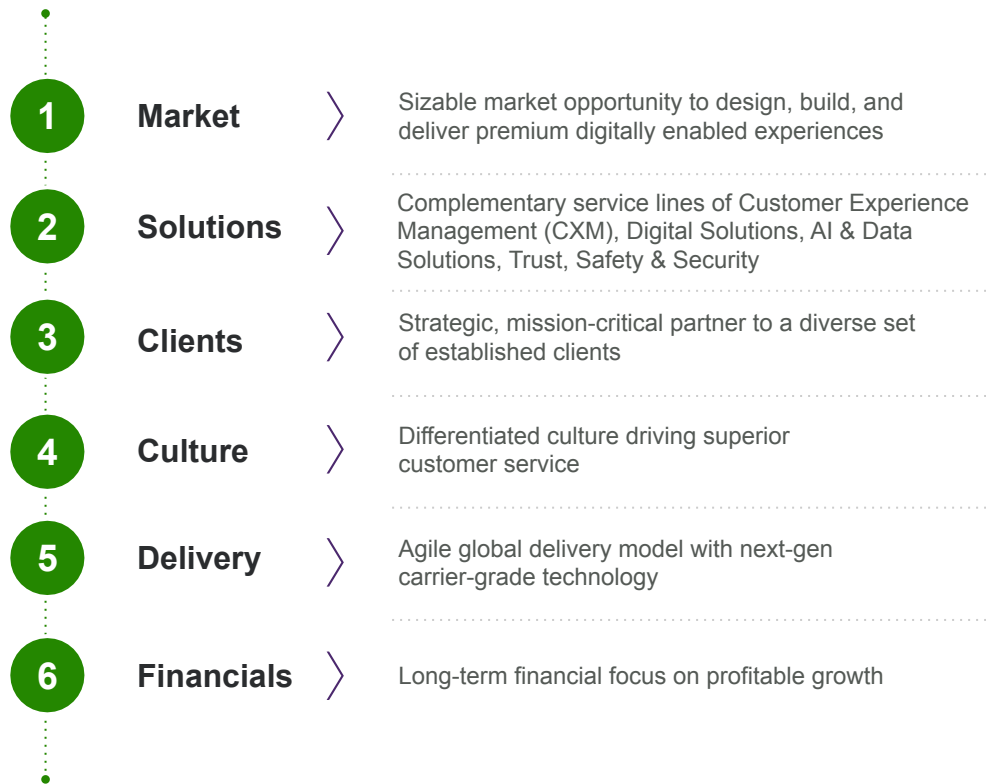 1
Market
Sizable market opportunity to design, build, and
deliver premium digitally enabled experiences
2
Solutions
Complementary service lines of Customer Experience
Management (CXM), Digital Solutions, AI & Data
Solutions, Trust, Safety & Security
3
Clients
Strategic, mission-critical partner to a diverse set
of established clients
4
Culture
Differentiated culture driving superior
customer service
5
Delivery
Agile global delivery model with next-gen
carrier-grade technology
6
Financials
Long-term financial focus on profitable growth